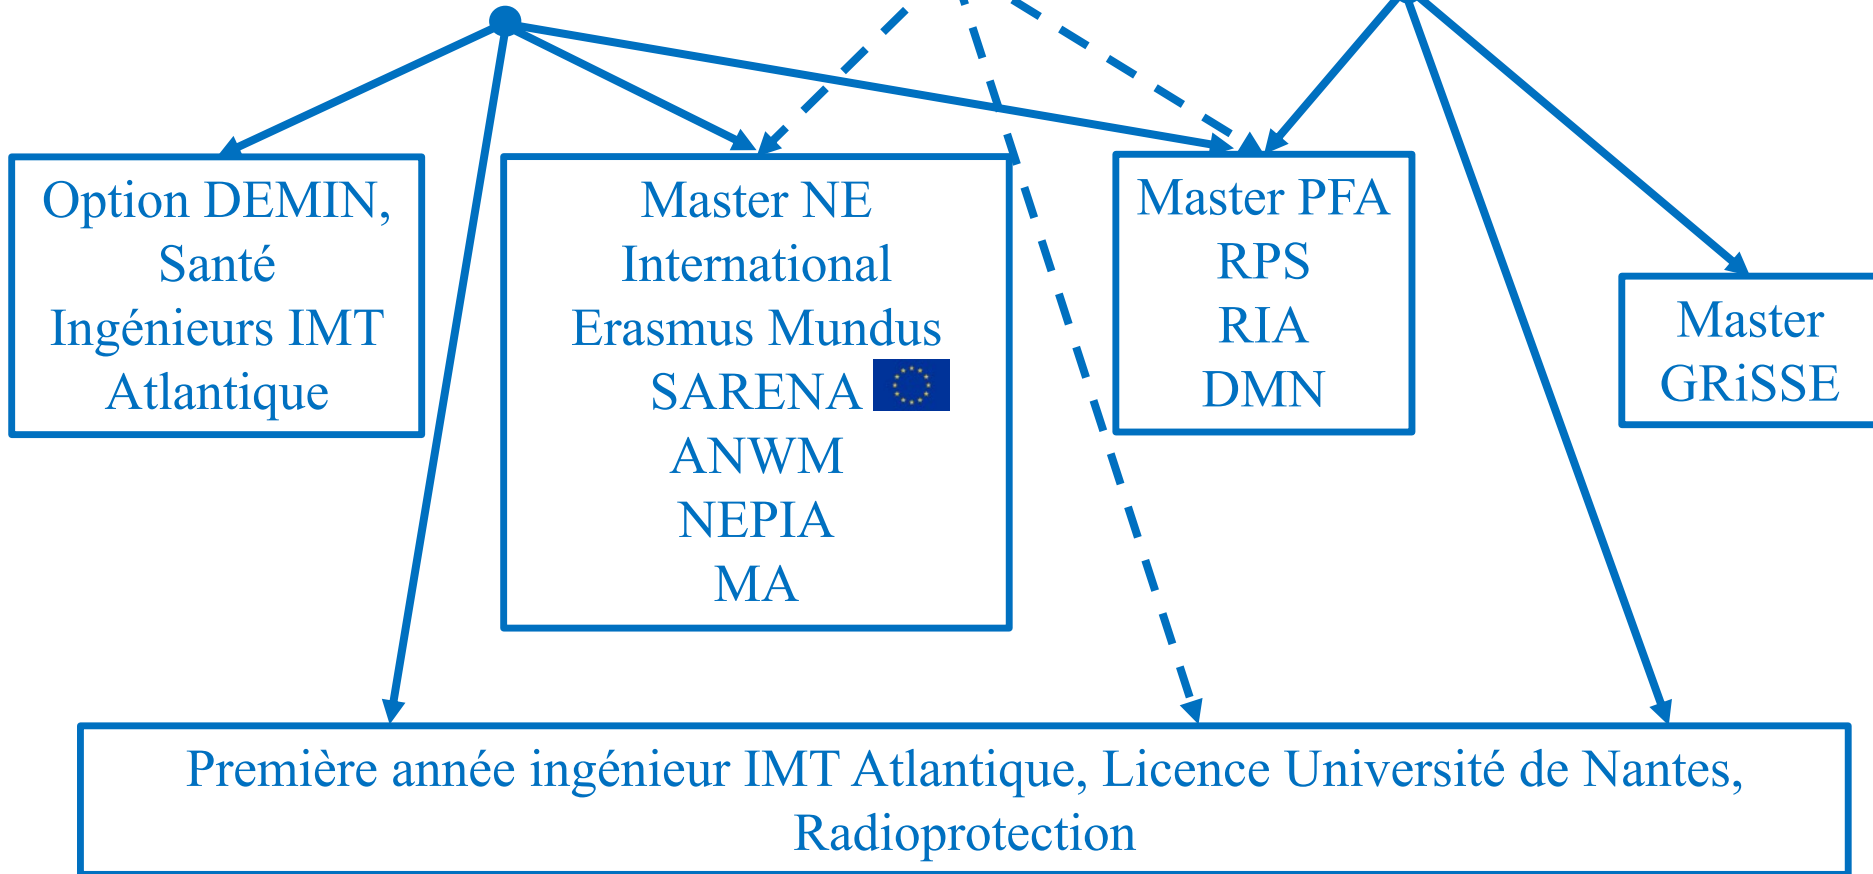 Option DEMIN,
Santé
Ingénieurs IMT
Atlantique
Master NE
International
Erasmus Mundus
SARENA
ANWM
NEPIA
MA
Master PFA
RPS
RIA
DMN
Master
GRiSSE
Première année ingénieur IMT Atlantique, Licence Université de Nantes,
Radioprotection